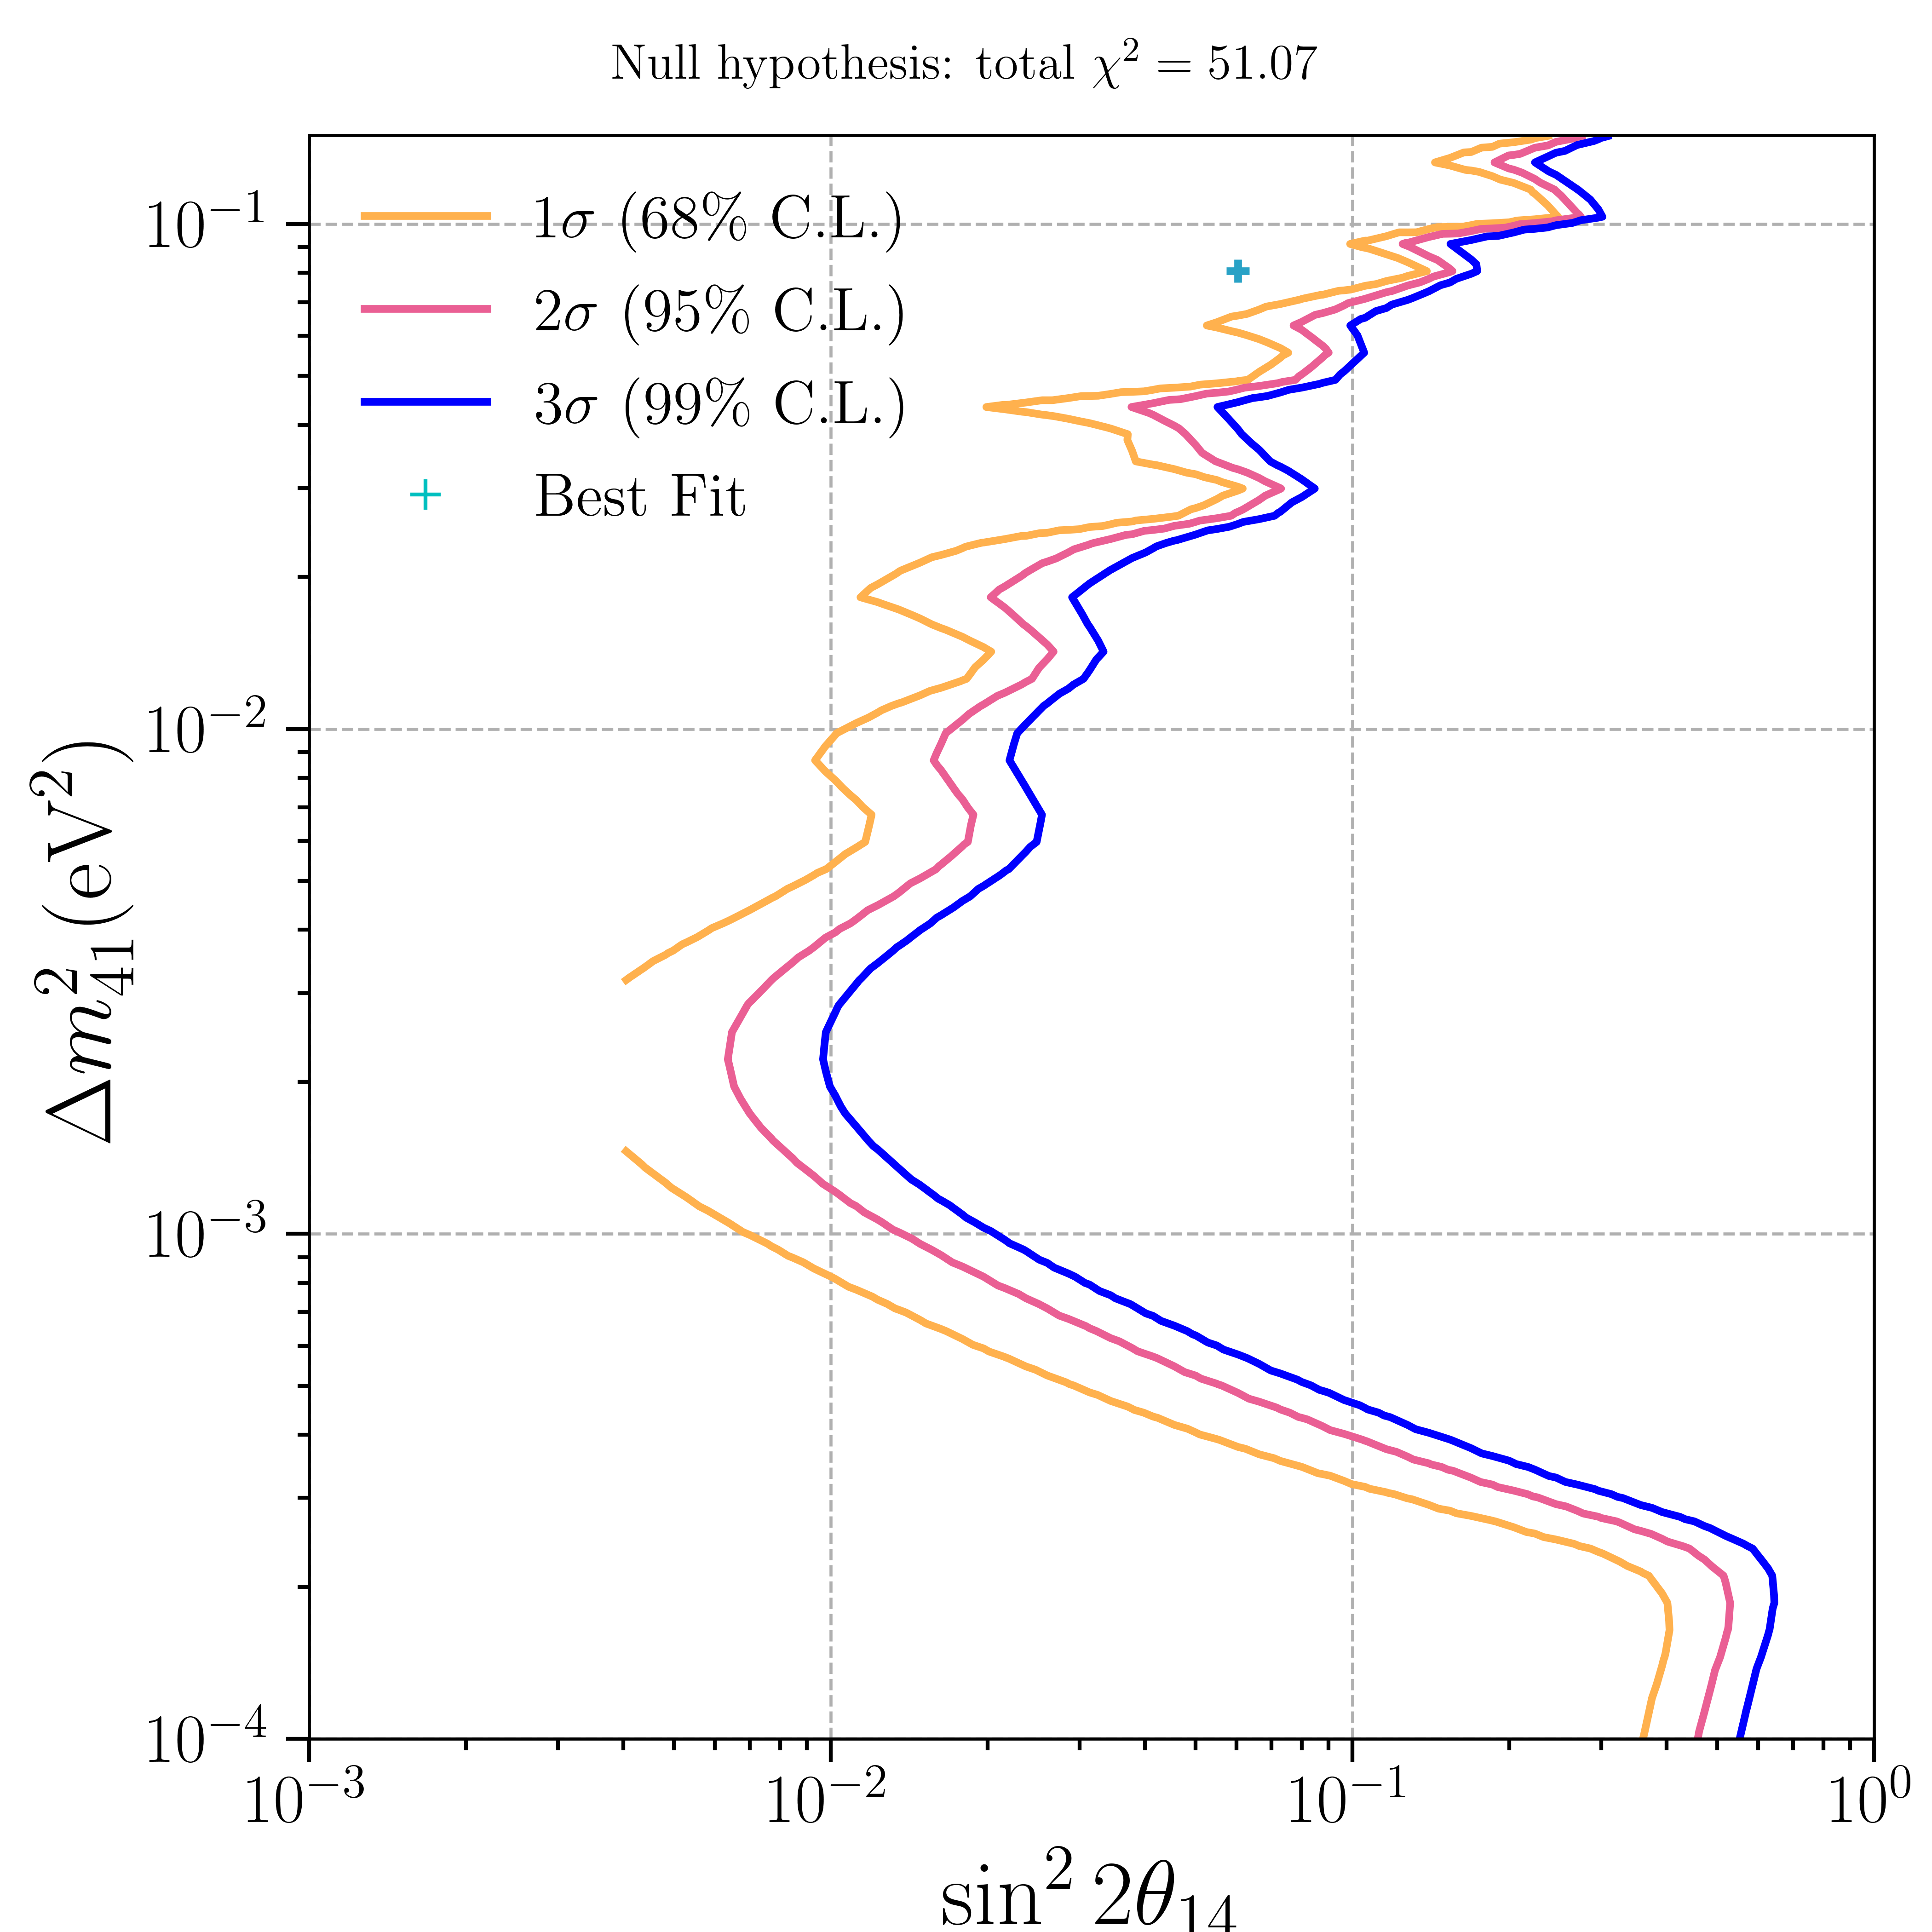 Null hypothesis: total χ² = 51.07
1σ (68% C.L.)
2σ (95% C.L.)
3σ (99% C.L.)
Best Fit
Δm²₄₁(eV²)
10⁻¹
10⁻²
10⁻³
10⁻⁴
10⁻³ 10⁻² 10⁻¹ 10⁰
sin² 2θ₁₄